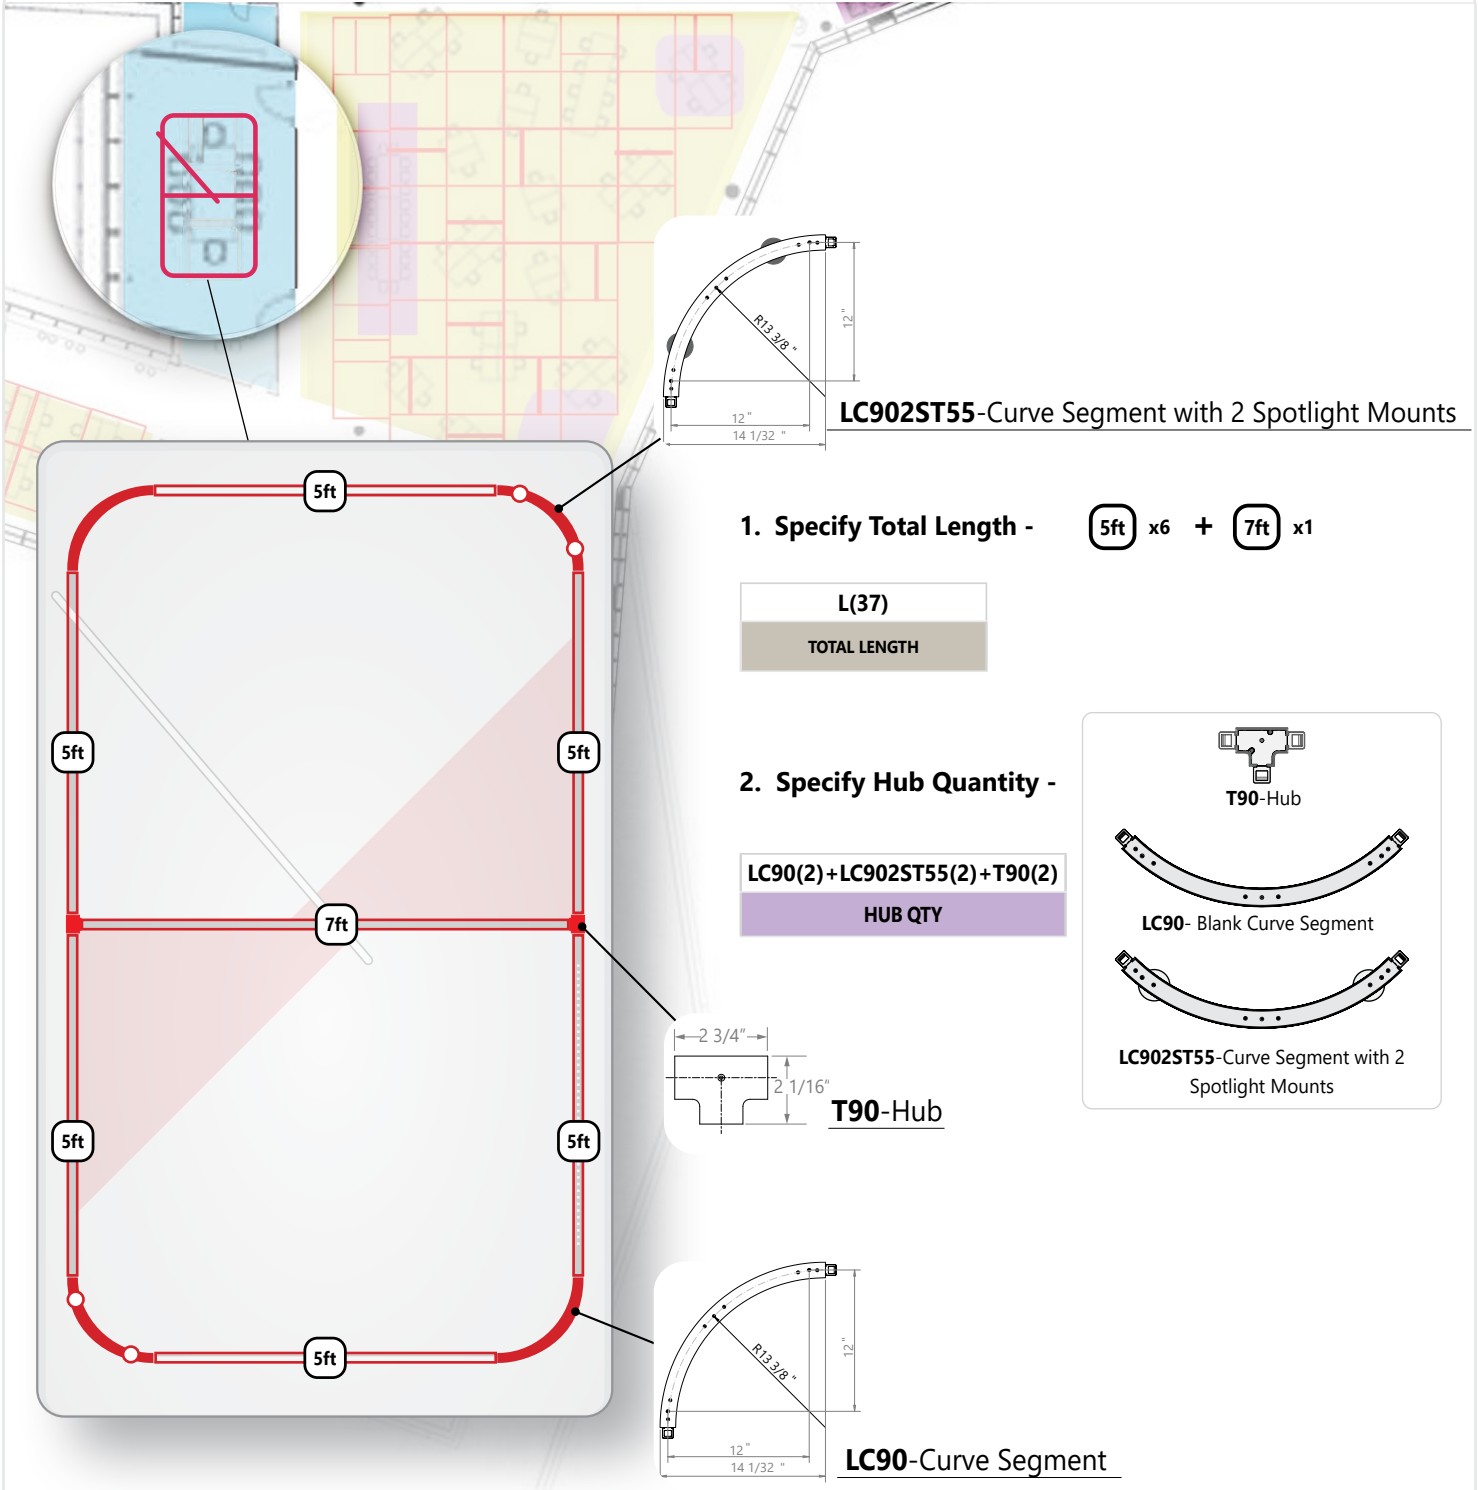 R13 3/8 "
12"
12"
14 1/32 "
LC902ST55-Curve Segment with 2 Spotlight Mounts
5ft
5ft
5ft
7ft
5ft
5ft
5ft
1. Specify Total Length - 5ft x6 + 7ft x1
L(37)
TOTAL LENGTH
2. Specify Hub Quantity -
LC90(2)+LC902ST55(2)+T90(2)
HUB QTY
T90-Hub
LC90- Blank Curve Segment
LC902ST55-Curve Segment with 2
Spotlight Mounts
2 3/4"
2 1/16"
T90-Hub
R13 3/8 "
12"
12"
14 1/32 "
LC90-Curve Segment